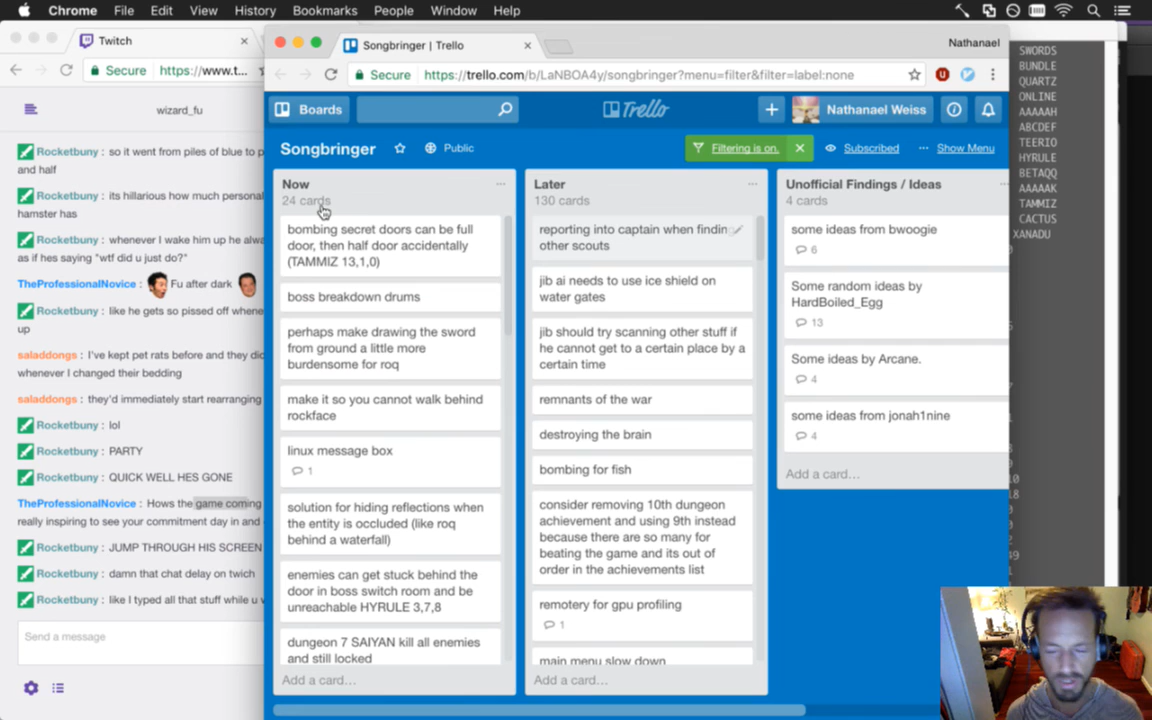 Chrome File Edit View History Bookmarks People Window Help
Twitch
Secure https://www.t...
wizard_fu
Rocketbuny : so it went from piles of blue to p
and half
Rocketbuny : its hillarious how much personal
hamster has
Rocketbuny : whenever I wake him up he alwa
as if hes saying "wtf did u just do?"
TheProfessionalNovice : Fu after dark
Rocketbuny : like he gets so pissed off whene
up
saladdongs : I've kept pet rats before and they did
whenever I changed their bedding
saladdongs : they'd immediately start rearranging
Rocketbuny : lol
Rocketbuny : PARTY
Rocketbuny : QUICK WELL HES GONE
TheProfessionalNovice : Hows the game coming
really inspiring to see your commitment day in and
Rocketbuny : JUMP THROUGH HIS SCREEN
Rocketbuny : damn that chat delay on twich
Rocketbuny : like I typed all that stuff while u
Send a message
Songbringer | Trello
Nathanael
Secure https://trello.com/b/LaNBOA4y/songbringer?menu=filter&filter=label:none
Boards
Trello
Nathanael Weiss
Songbringer
Public
Filtering is on.
Subscribed
Show Menu
Now
24 cards
bombing secret doors can be full
door, then half door accidentally
(TAMMIZ 13,1,0)
boss breakdown drums
perhaps make drawing the sword
from ground a little more
burdensome for roq
make it so you cannot walk behind
rockface
linux message box
1
solution for hiding reflections when
the entity is occluded (like roq
behind a waterfall)
enemies can get stuck behind the
door in boss switch room and be
unreachable HYRULE 3,7,8
dungeon 7 SAIYAN kill all enemies
and still locked
Add a card…
Later
130 cards
reporting into captain when findin
other scouts
jib ai needs to use ice shield on
water gates
jib should try scanning other stuff if
he cannot get to a certain place by a
certain time
remnants of the war
destroying the brain
bombing for fish
consider removing 10th dungeon
achievement and using 9th instead
because there are so many for
beating the game and its out of
order in the achievements list
remotery for gpu profiling
1
main menu slow down
Add a card…
Unofficial Findings / Ideas
4 cards
some ideas from bwoogie
6
Some random ideas by
HardBoiled_Egg
13
Some ideas by Arcane.
4
some ideas from jonah1nine
4
Add a card…
SWORDS
BUNDLE
QUARTZ
ONLINE
AAAAAH
ABCDEF
TEERIO
HYRULE
BETAQQ
AAAAAK
TAMMIZ
CACTUS
XANADU